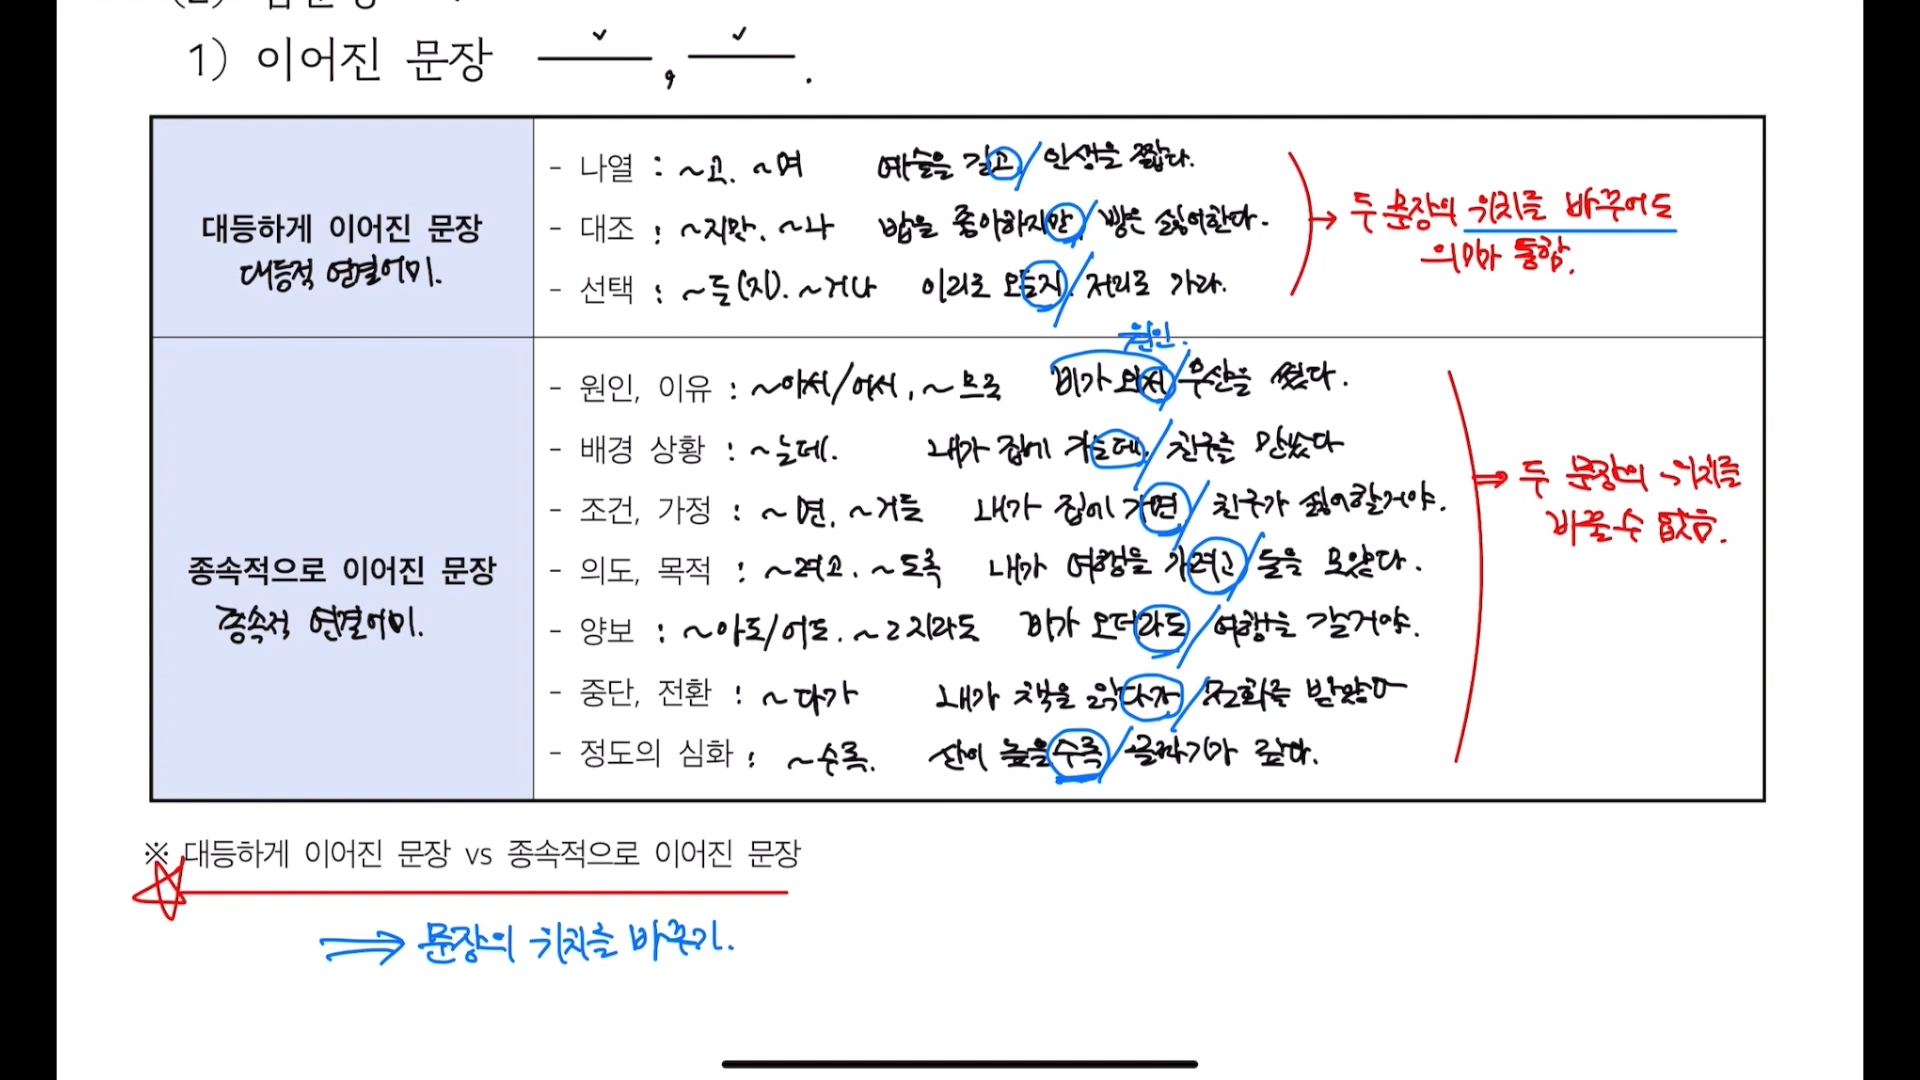 1) 이어진 문장 ____ , ____ .
대등하게 이어진 문장
대등적 연결어미.
- 나열 : ~고, ~며 예술을 길고 / 인생을 짧다.
- 대조 : ~지만, ~나 밥을 좋아하지만, / 빵은 싫어한다.
- 선택 : ~든(지). ~거나 이리로 오든지, / 저리로 가라.
두 문장의 위치를 바꾸어도
의미가 통함.
종속적으로 이어진 문장
종속적 연결어미.
원인.
- 원인, 이유 : ~아서/어서, ~므로 비가 와서 / 우산을 썼다.
- 배경 상황 : ~는데. 내가 집에 가는데, / 친구를 만났다
- 조건, 가정 : ~면, ~거든 내가 집에 가면 / 친구가 싫어할거야.
- 의도, 목적 : ~려고, ~도록 내가 여행을 가려고 / 돈을 모았다.
- 양보 : ~아도/어도. ~ㄹ지라도 비가 오더라도 / 여행을 갈거야.
- 중단, 전환 : ~다가 내가 책을 읽다가 / 전화를 받았다
- 정도의 심화 : ~수록. 산이 높을수록 / 골짜기가 깊다.
⇒ 두 문장의 위치를
바꿀 수 없음.
※ 대등하게 이어진 문장 vs 종속적으로 이어진 문장
⇒ 문장의 위치를 바꾸기.